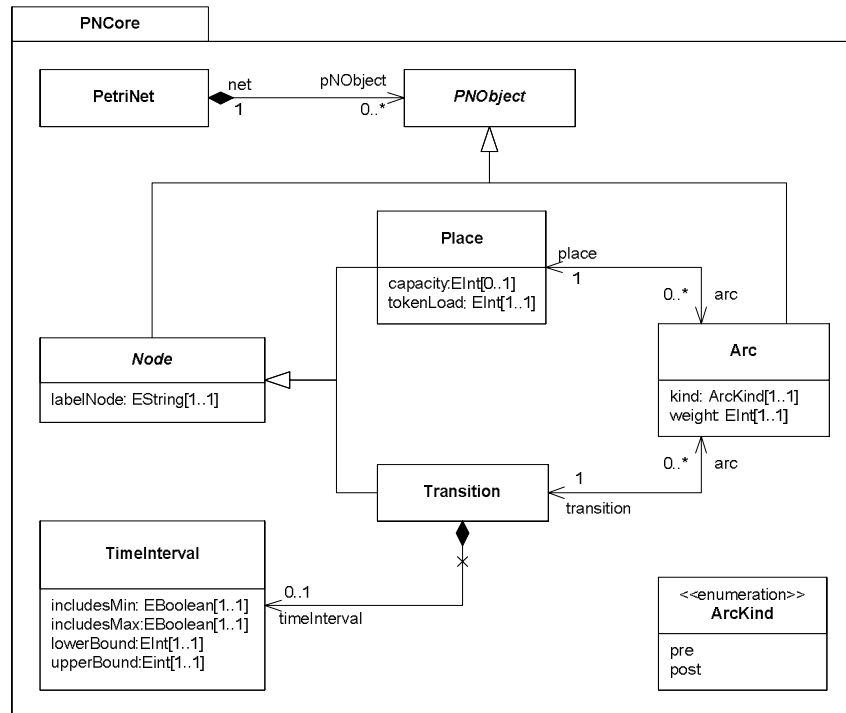 PNCore
PetriNet
net
1
pNObject
0..*
PNObject
Place
capacity:EInt[0..1]
tokenLoad: EInt[1..1]
place
1
0..*
arc
Node
labelNode: EString[1..1]
Arc
kind: ArcKind[1..1]
weight: EInt[1..1]
0..*
arc
Transition
1
transition
TimeInterval
includesMin: EBoolean[1..1]
includesMax:EBoolean[1..1]
lowerBound:EInt[1..1]
upperBound:Eint[1..1]
0..1
timeInterval
<<enumeration>>
ArcKind
pre
post